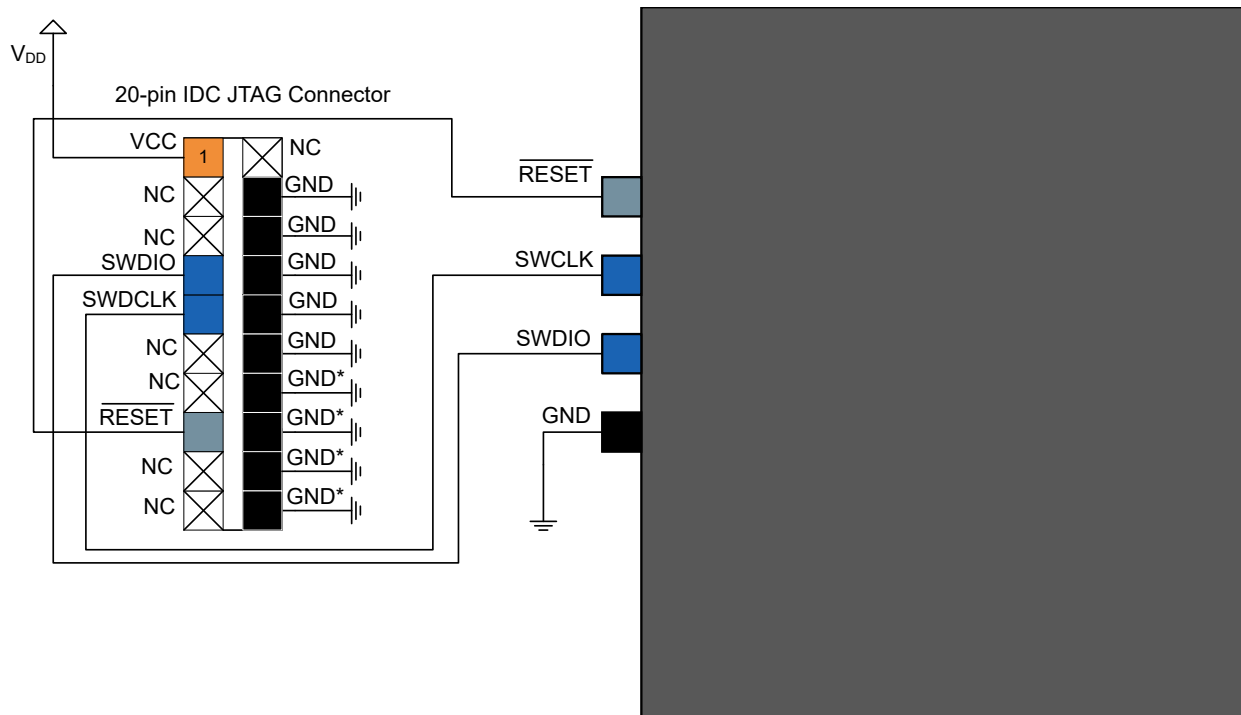 VDD
20-pin IDC JTAG Connector
VCC
1
NC
RESET
NC
GND
NC
GND
SWDIO
GND
SWCLK
SWDCLK
GND
NC
GND
SWDIO
NC
GND*
RESET
GND*
GND
NC
GND*
NC
GND*